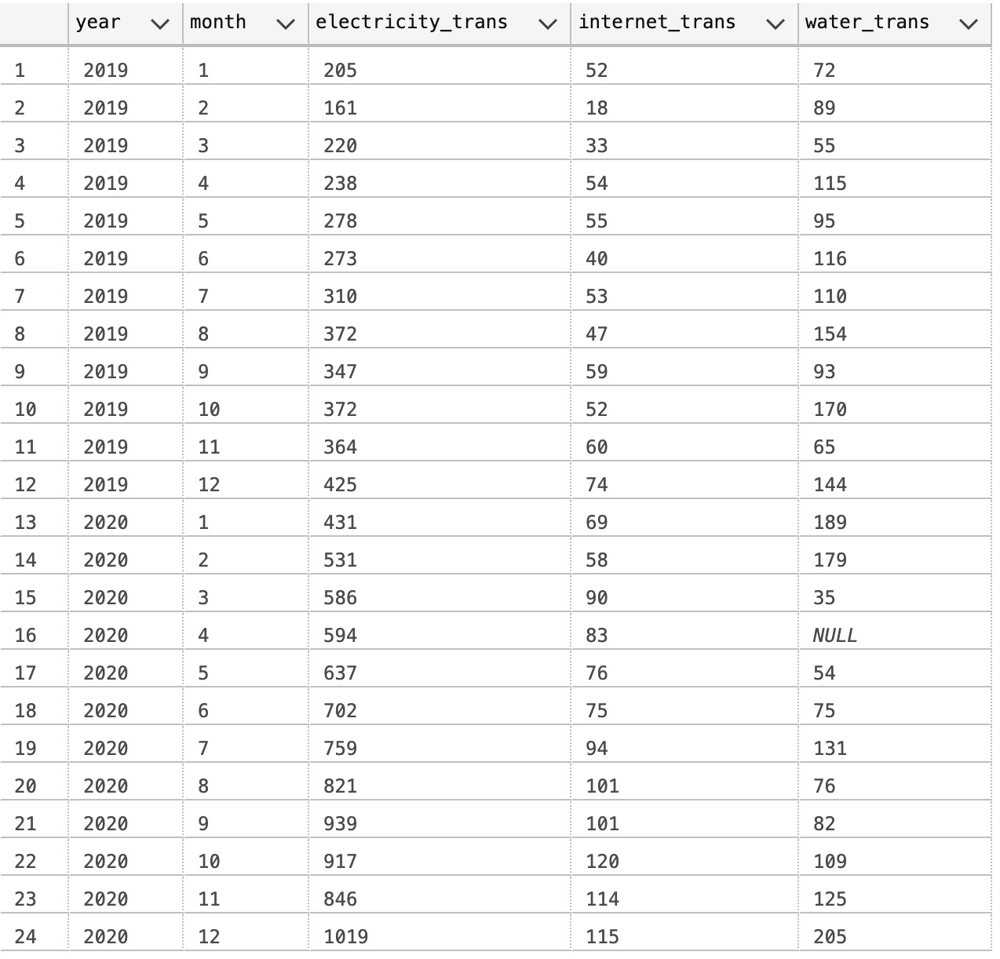 year month electricity_trans internet_trans water_trans
1 2019 1 205 52 72
2 2019 2 161 18 89
3 2019 3 220 33 55
4 2019 4 238 54 115
5 2019 5 278 55 95
6 2019 6 273 40 116
7 2019 7 310 53 110
8 2019 8 372 47 154
9 2019 9 347 59 93
10 2019 10 372 52 170
11 2019 11 364 60 65
12 2019 12 425 74 144
13 2020 1 431 69 189
14 2020 2 531 58 179
15 2020 3 586 90 35
16 2020 4 594 83 NULL
17 2020 5 637 76 54
18 2020 6 702 75 75
19 2020 7 759 94 131
20 2020 8 821 101 76
21 2020 9 939 101 82
22 2020 10 917 120 109
23 2020 11 846 114 125
24 2020 12 1019 115 205